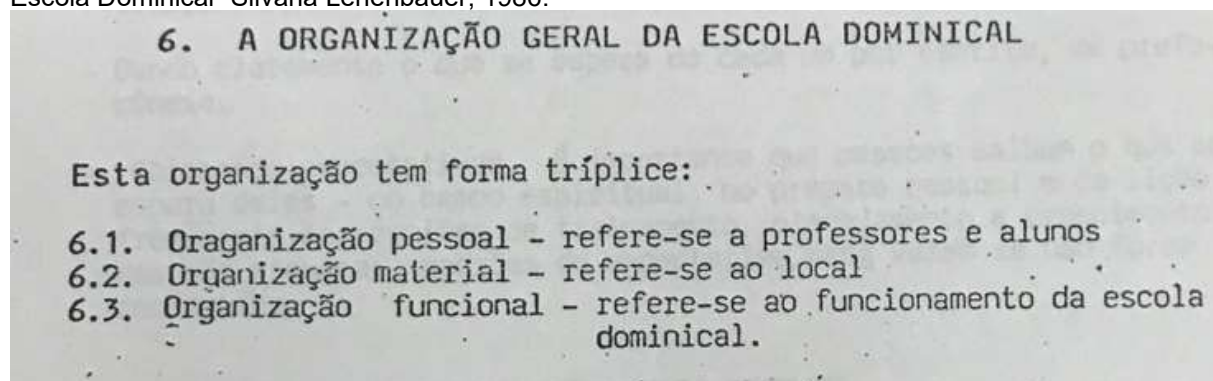 Escola Dominical Silvana Lehenbauer, 1980.
6. A ORGANIZAÇÃO GERAL DA ESCOLA DOMINICAL
Esta organização tem forma tríplice:
6.1. Oraganização pessoal - refere-se a professores e alunos
6.2. Organização material - refere-se ao local
6.3. Organização funcional - refere-se ao funcionamento da escola
dominical.